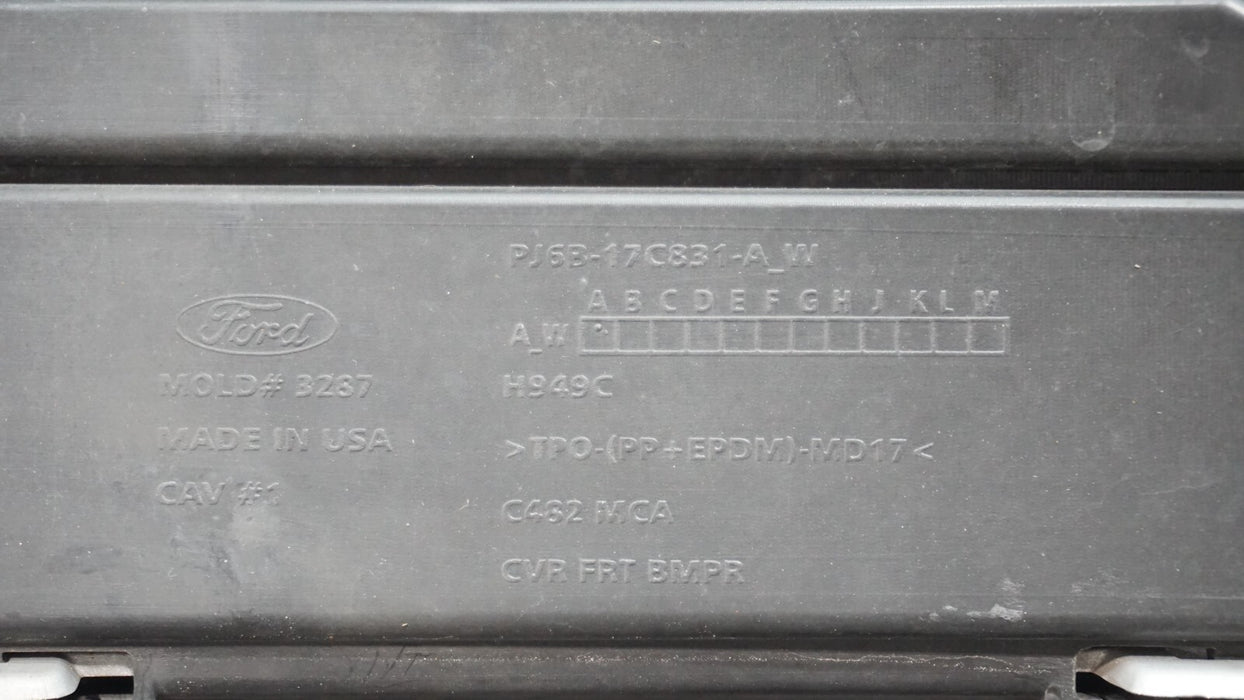 PJ6B-17C831-A_W
A B C D E F G H J K L M
A_W
Ford
MOLD# 3287
MADE IN USA
CAV #1
H949C
>TPO-(PP+EPDM)-MD17<
C482 MCA
CVR FRT BMPR